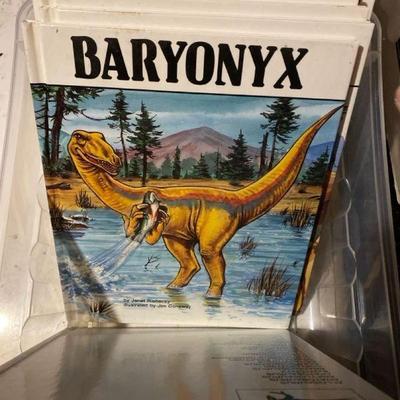 BARYONYX
by Janet Riehecky
illustrated by Jim Conaway